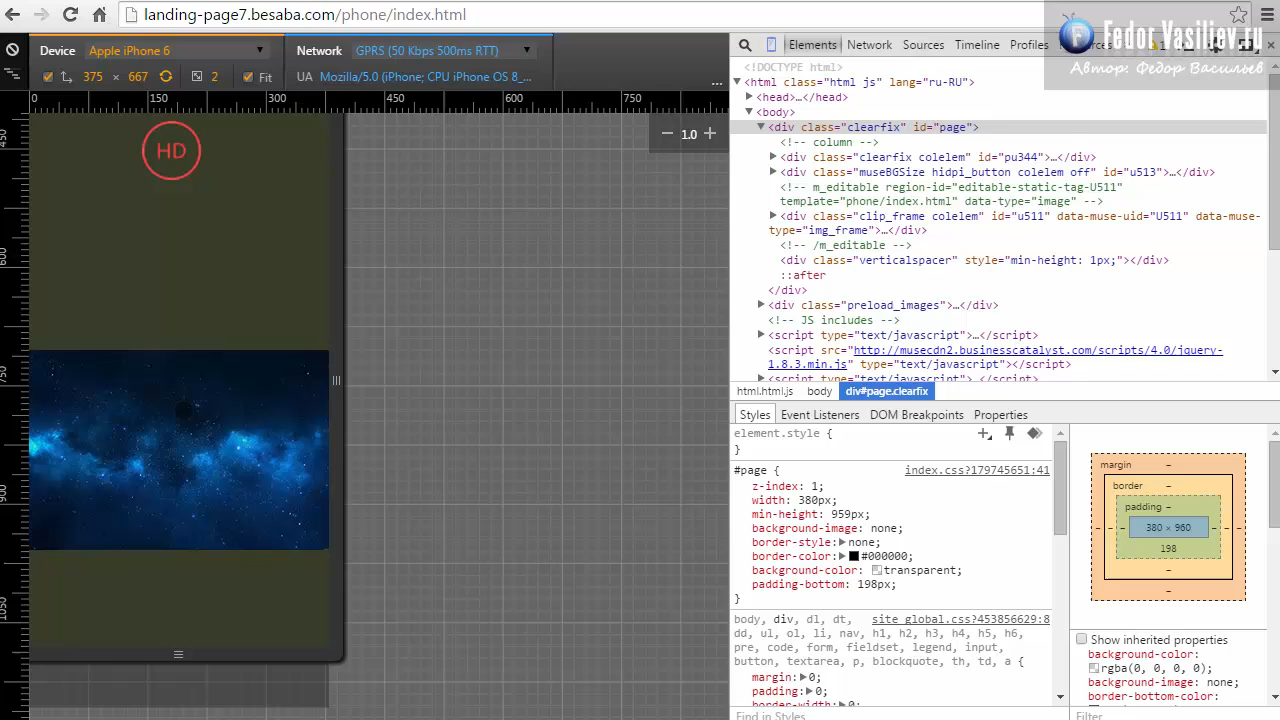 landing-page7.besaba.com/phone/index.html
Fedor Vasiliev.ru
Автор: Федор Васильев
Device Apple iPhone 6
Network GPRS (50 Kbps 500ms RTT)
375 × 667 2 Fit
UA Mozilla/5.0 (iPhone; CPU iPhone OS 8_...
...
0 150 300 450 600 750
450
600
750
900
1050
HD
1.0
Elements Network Sources Timeline Profiles
<!DOCTYPE html>
<html class="html js" lang="ru-RU">
<head>…</head>
<body>
<div class="clearfix" id="page">
<!-- column -->
<div class="clearfix colelem" id="pu344">…</div>
<div class="museBGSize hidpi_button colelem off" id="u513">…</div>
<!-- m_editable region-id="editable-static-tag-U511"
template="phone/index.html" data-type="image" -->
<div class="clip_frame colelem" id="u511" data-muse-uid="U511" data-muse-
type="img_frame">…</div>
<!-- /m_editable -->
<div class="verticalspacer" style="min-height: 1px;"></div>
::after
</div>
<div class="preload_images">…</div>
<!-- JS includes -->
<script type="text/javascript">…</script>
<script src="http://musecdn2.businesscatalyst.com/scripts/4.0/jquery-
1.8.3.min.js" type="text/javascript"></script>
<script type="text/javascript">…</script>
html.html.js body div#page.clearfix
Styles Event Listeners DOM Breakpoints Properties
element.style {
}
#page { index.css?179745651:41
z-index: 1;
width: 380px;
min-height: 959px;
background-image: none;
border-style: none;
border-color: #000000;
background-color: transparent;
padding-bottom: 198px;
}
body, div, dl, dt, site_global.css?453856629:8
dd, ul, ol, li, nav, h1, h2, h3, h4, h5, h6,
pre, code, form, fieldset, legend, input,
button, textarea, p, blockquote, th, td, a {
margin: 0;
padding: 0;
border-width: 0;
Find in Styles
margin –
border –
padding –
380 × 960
198
–
–
Show inherited properties
background-color:
rgba(0, 0, 0, 0);
background-image: none;
border-bottom-color:
Filter